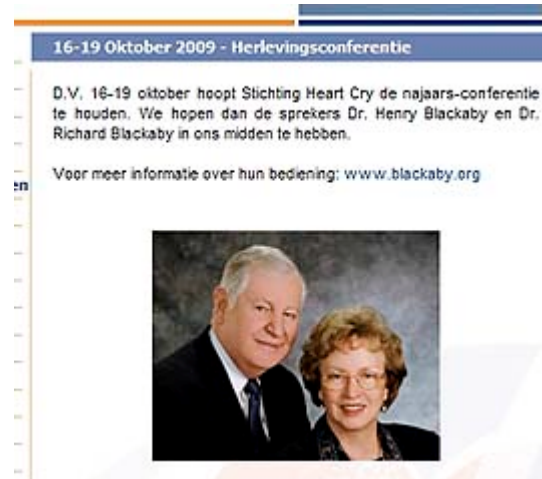 16-19 Oktober 2009 - Herlevingsconferentie
D.V. 16-19 oktober hoopt Stichting Heart Cry de najaars-conferentie
te houden. We hopen dan de sprekers Dr. Henry Blackaby en Dr.
Richard Blackaby in ons midden te hebben.
en
Voor meer informatie over hun bediening: www.blackaby.org